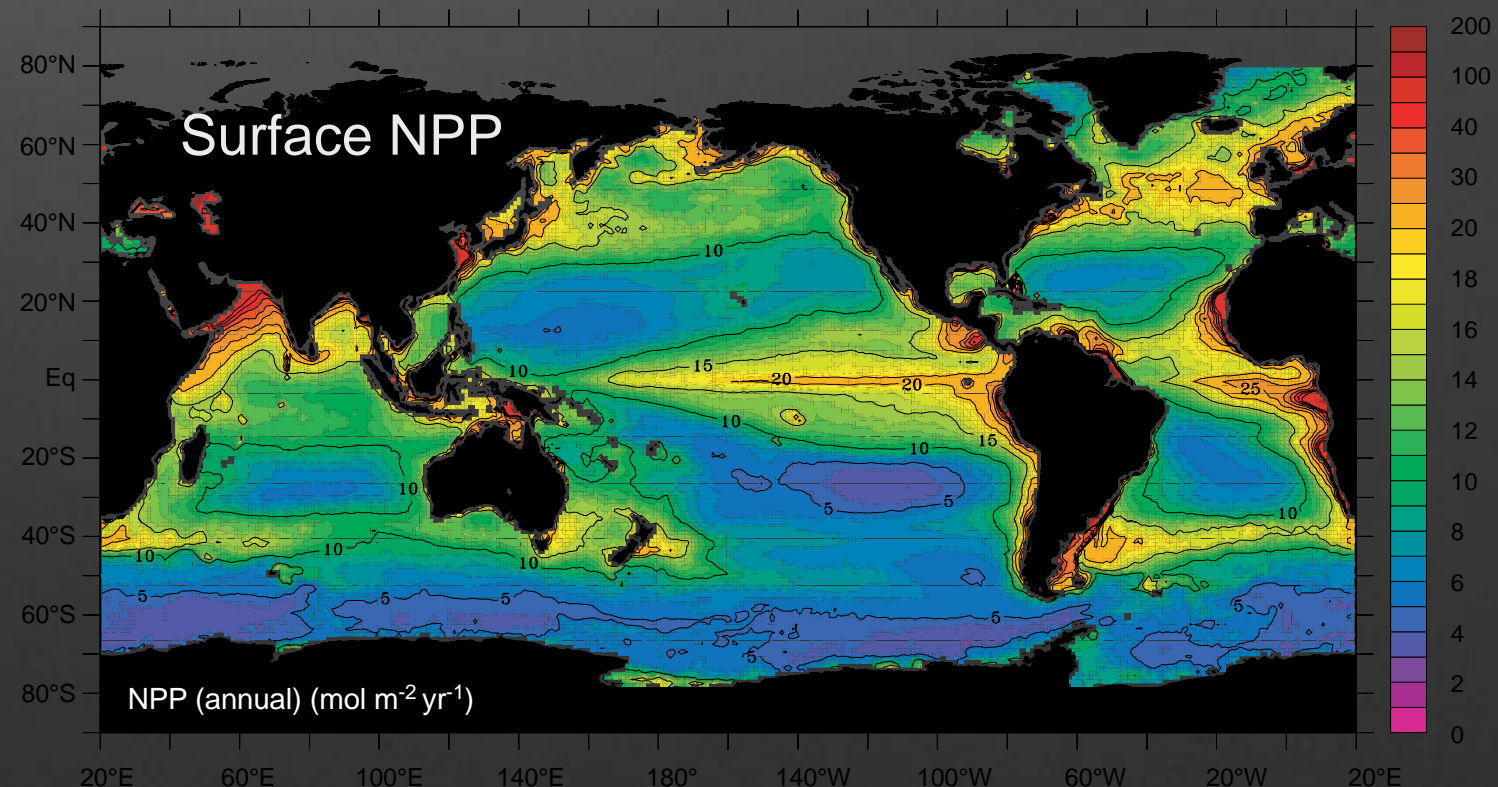 Surface NPP
NPP (annual) (mol m-2 yr-1)
80°N
60°N
40°N
20°N
Eq
20°S
40°S
60°S
80°S
20°E
60°E
100°E
140°E
180°
140°W
100°W
60°W
20°W
20°E
200
100
40
30
20
18
16
14
12
10
8
6
4
2
0
10
10
15
20
20
25
10
10
15
5
5
10
10
10
10
10
5
5
5
5
5
5